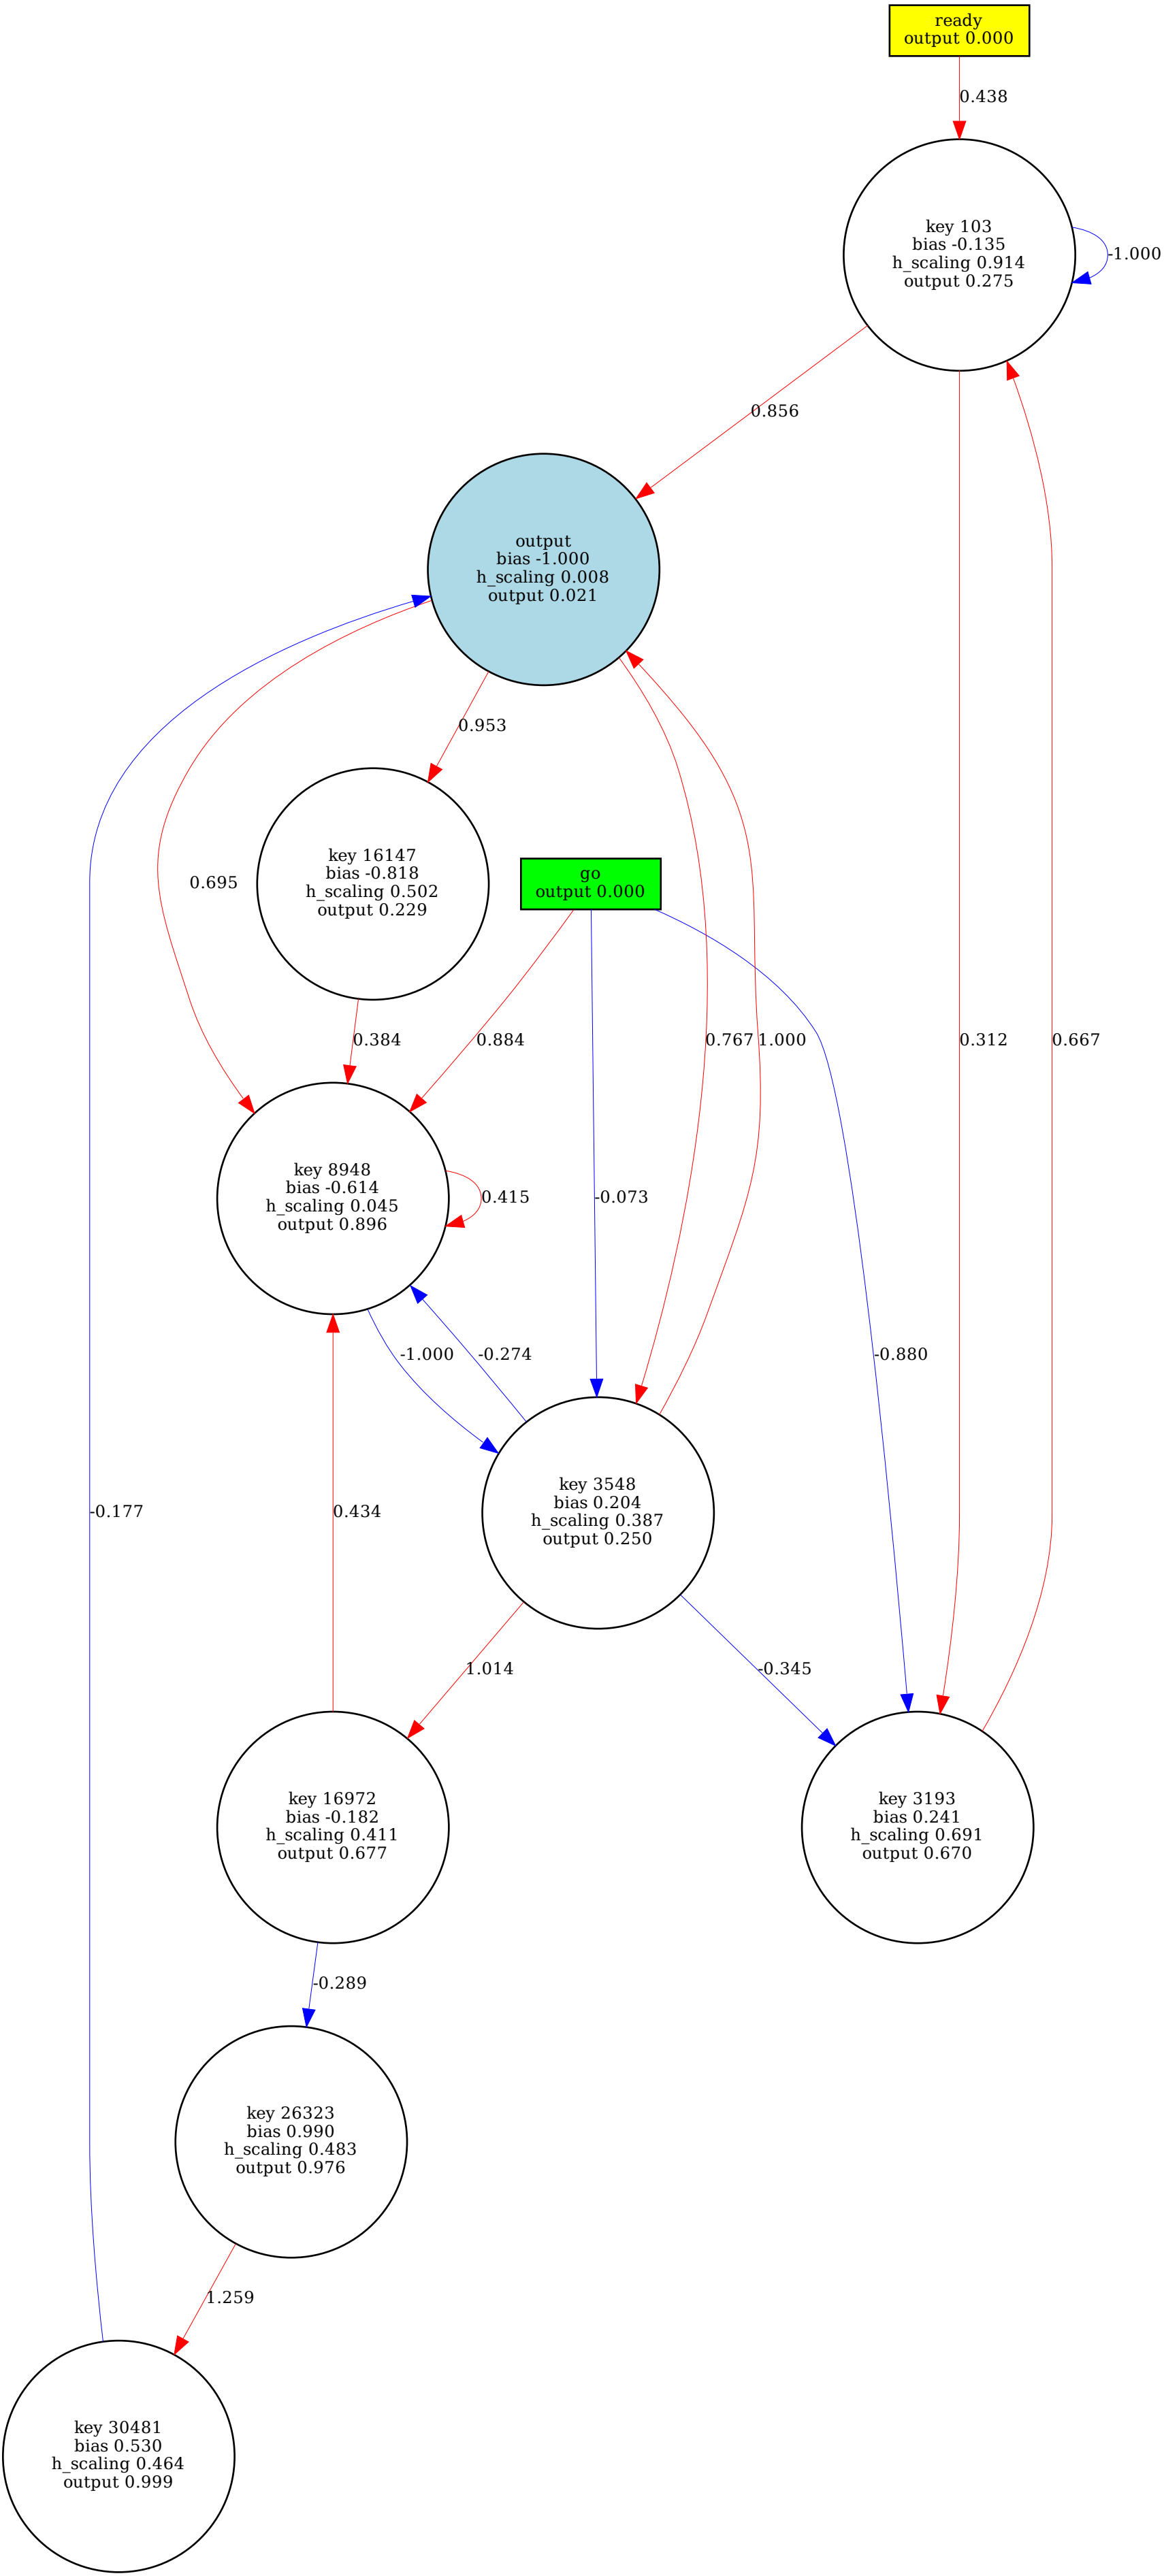 ready
output 0.000
0.438
key 103
bias -0.135
h_scaling 0.914
output 0.275
-1.000
0.856
output
bias -1.000
h_scaling 0.008
output 0.021
0.953
key 16147
bias -0.818
h_scaling 0.502
output 0.229
go
output 0.000
0.695
0.384
0.884
0.767
1.000
0.312
0.667
key 8948
bias -0.614
h_scaling 0.045
output 0.896
0.415
-0.073
-1.000
-0.274
-0.880
key 3548
bias 0.204
h_scaling 0.387
output 0.250
-0.177
0.434
1.014
-0.345
key 16972
bias -0.182
h_scaling 0.411
output 0.677
key 3193
bias 0.241
h_scaling 0.691
output 0.670
-0.289
key 26323
bias 0.990
h_scaling 0.483
output 0.976
1.259
key 30481
bias 0.530
h_scaling 0.464
output 0.999